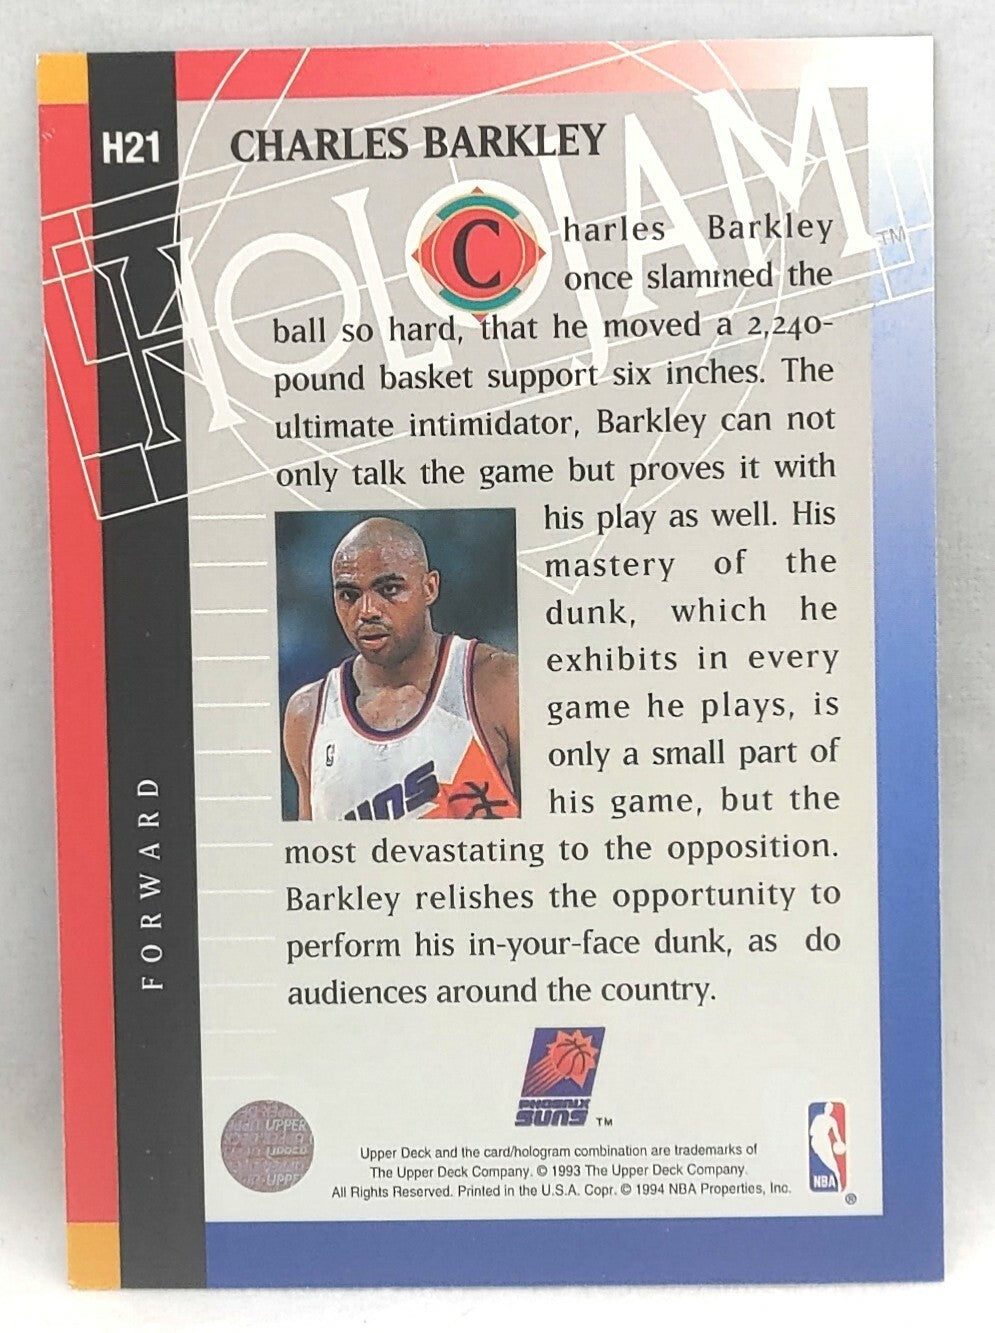 H21
CHARLES BARKLEY
HOLOJAM
TM
Charles Barkley
once slammed the
ball so hard, that he moved a 2,240-
pound basket support six inches. The
ultimate intimidator, Barkley can not
only talk the game but proves it with
his play as well. His
mastery of the
dunk, which he
exhibits in every
game he plays, is
only a small part of
his game, but the
most devastating to the opposition.
Barkley relishes the opportunity to
perform his in-your-face dunk, as do
audiences around the country.
FORWARD
SUNS
PHOENIX
SUNS TM
UPPER
Upper Deck and the card/hologram combination are trademarks of
The Upper Deck Company. © 1993 The Upper Deck Company.
All Rights Reserved. Printed in the U.S.A. Copr. © 1994 NBA Properties, Inc.
NBA
®